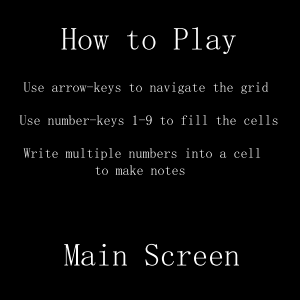 How to Play
Use arrow-keys to navigate the grid
Use number-keys 1-9 to fill the cells
Write multiple numbers into a cell
to make notes
Main Screen